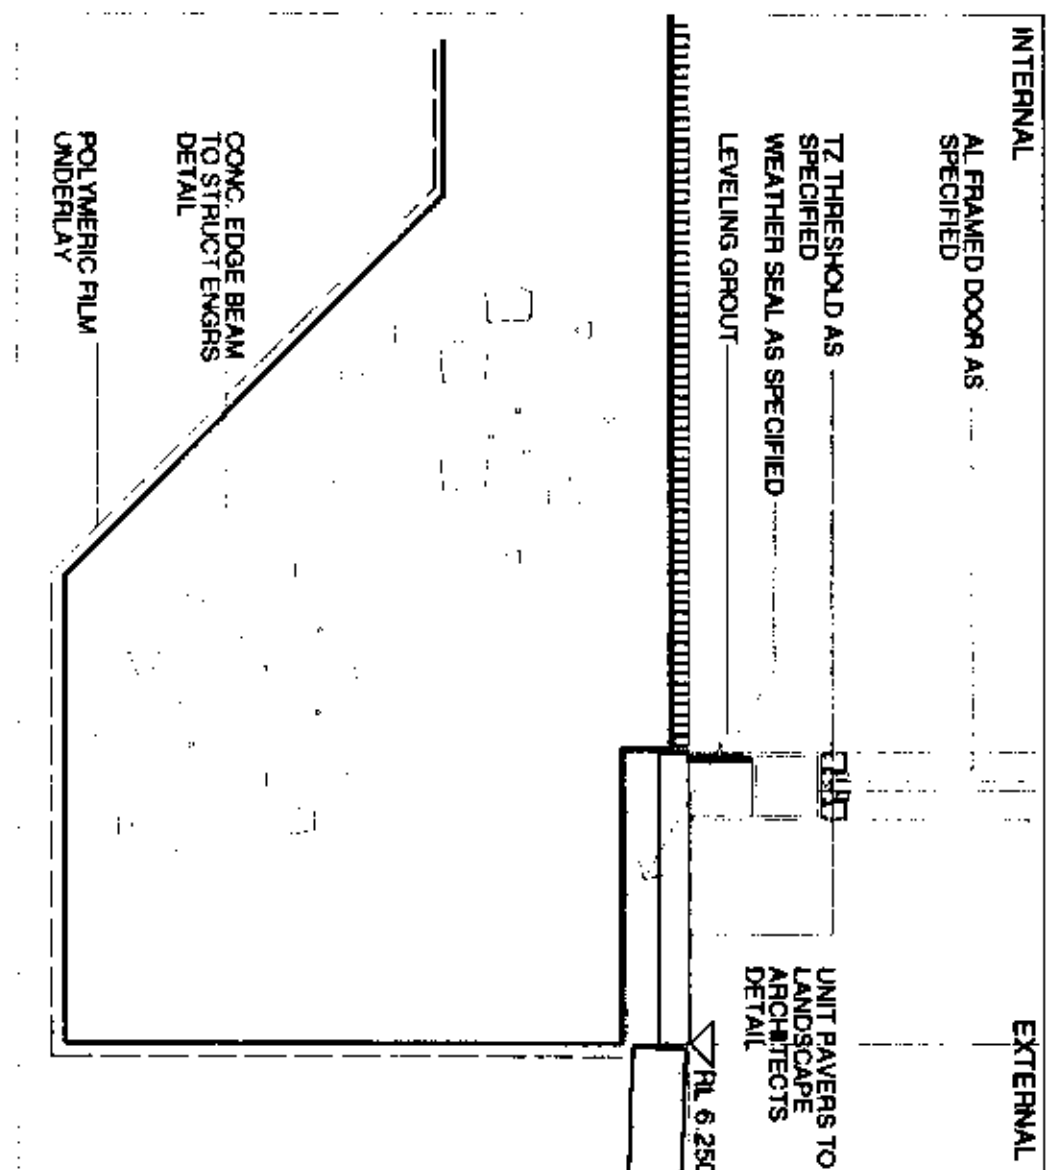 INTERNAL
EXTERNAL
AL FRAMED DOOR AS
SPECIFIED
TZ THRESHOLD AS
SPECIFIED
WEATHER SEAL AS SPECIFIED
LEVELING GROUT
UNIT PAVERS TO
LANDSCAPE
ARCHITECTS
DETAIL
RL 6.250
CONC. EDGE BEAM
TO STRUCT ENGRS
DETAIL
POLYMERIC FILM
UNDERLAY